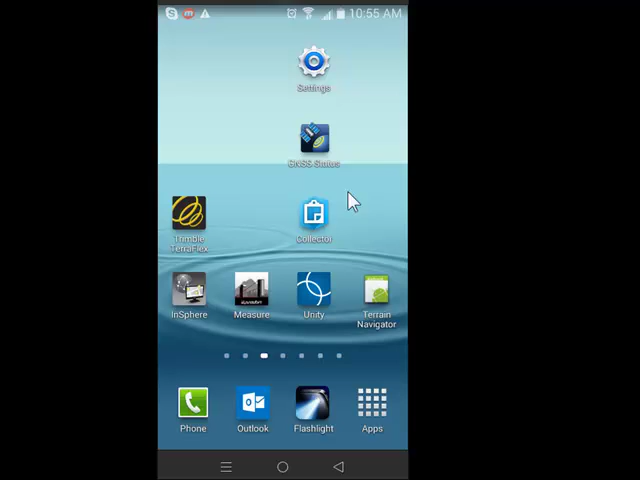 10:55 AM
Settings
GNSS Status
Trimble
TerraFlex
Collector
InSphere
Measure
Unity
Terrain
Navigator
Phone
Outlook
Flashlight
Apps